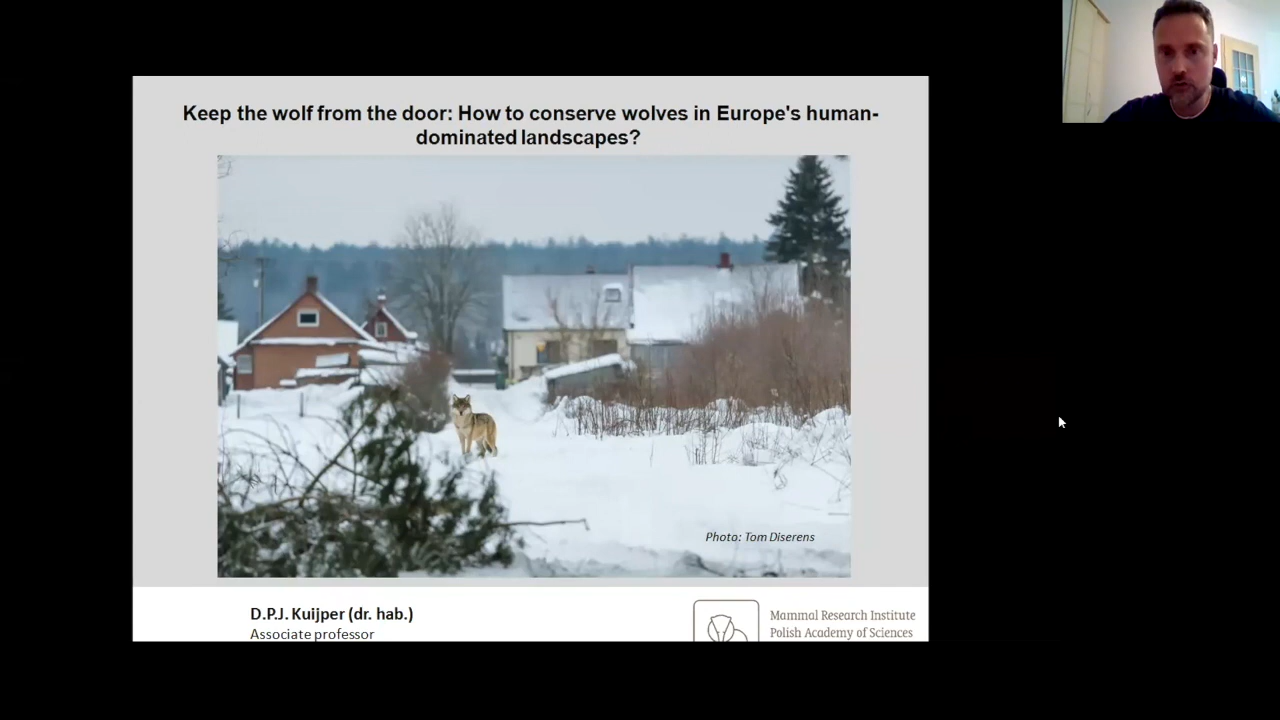 Keep the wolf from the door: How to conserve wolves in Europe's human-
dominated landscapes?
Photo: Tom Diserens
D.P.J. Kuijper (dr. hab.)
Associate professor
Mammal Research Institute
Polish Academy of Sciences